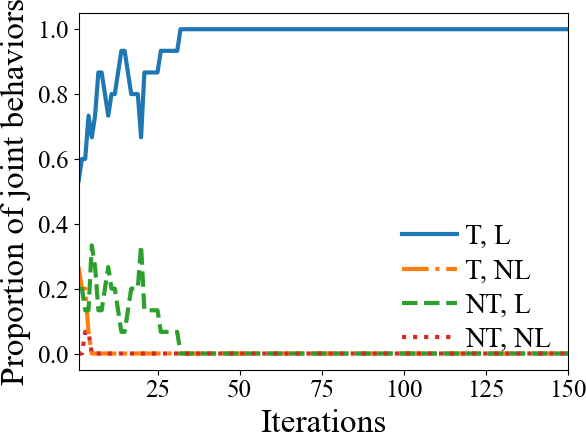 Proportion of joint behaviors
1.0
0.8
0.6
0.4
0.2
0.0
T, L
T, NL
NT, L
NT, NL
25 50 75 100 125 150
Iterations